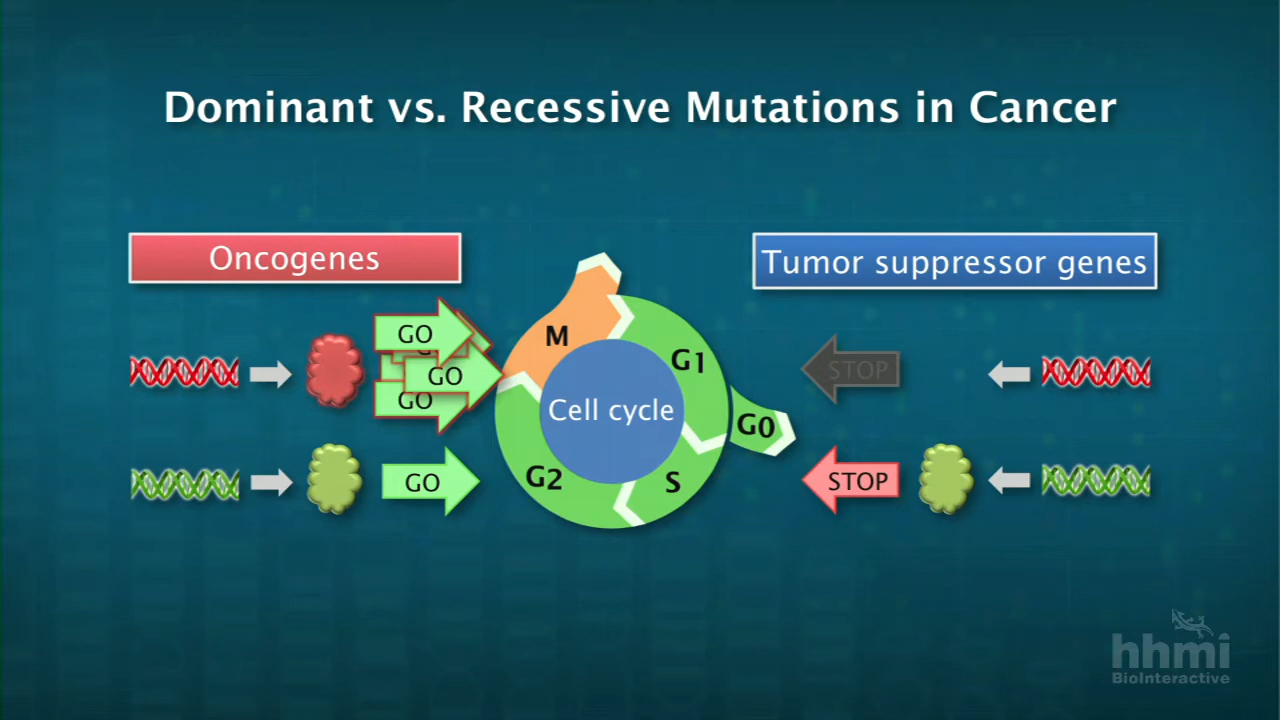 Dominant vs. Recessive Mutations in Cancer
Oncogenes
Tumor suppressor genes
GO
GO
GO
GO
M
G1
G0
S
G2
Cell cycle
STOP
STOP
hhmi
BioInteractive